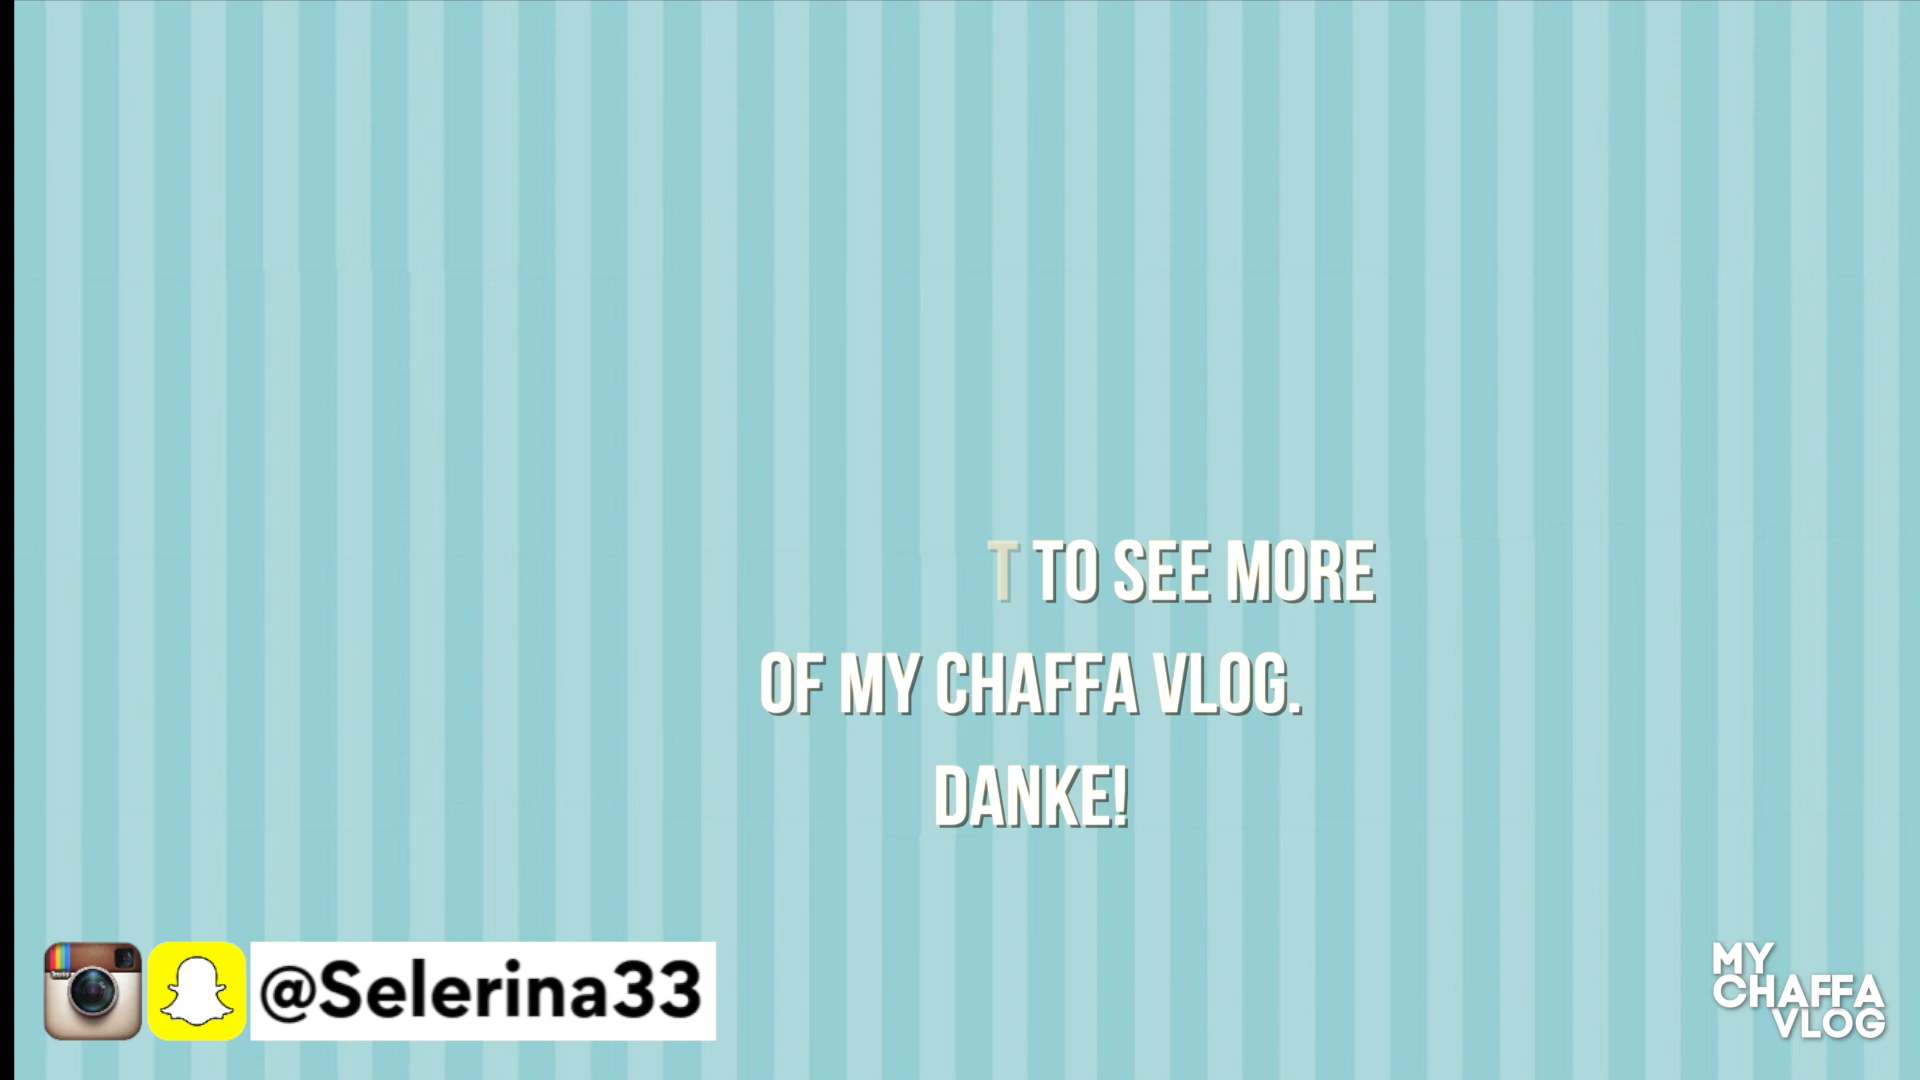 T TO SEE MORE
OF MY CHAFFA VLOG.
DANKE!
@Selerina33
MY
CHAFFA
VLOG